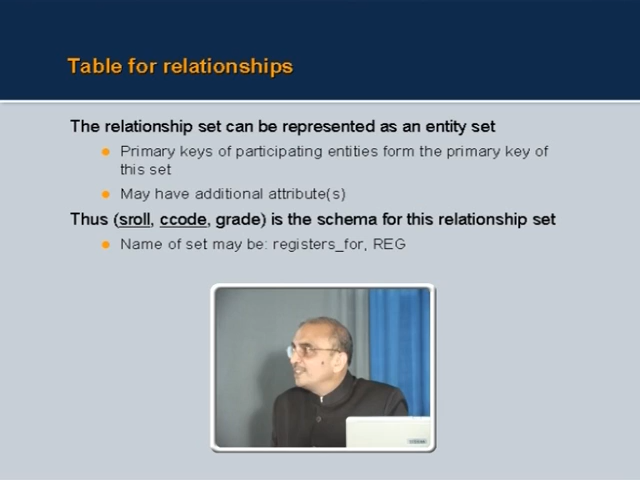 Table for relationships
The relationship set can be represented as an entity set
Primary keys of participating entities form the primary key of
this set
May have additional attribute(s)
Thus (sroll, ccode, grade) is the schema for this relationship set
Name of set may be: registers_for, REG